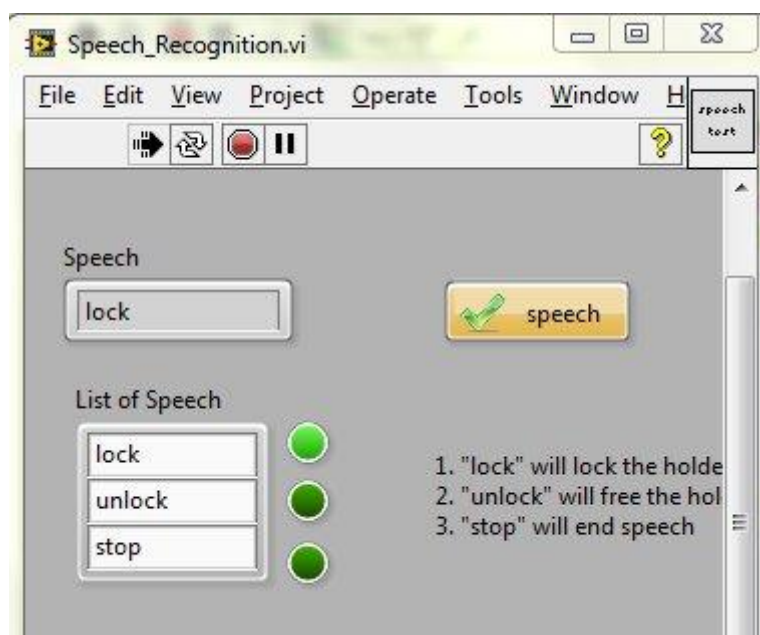 Speech_Recognition.vi
File Edit View Project Operate Tools Window H
speech
test
Speech
lock
speech
List of Speech
lock
unlock
stop
1. "lock" will lock the holde
2. "unlock" will free the hol
3. "stop" will end speech